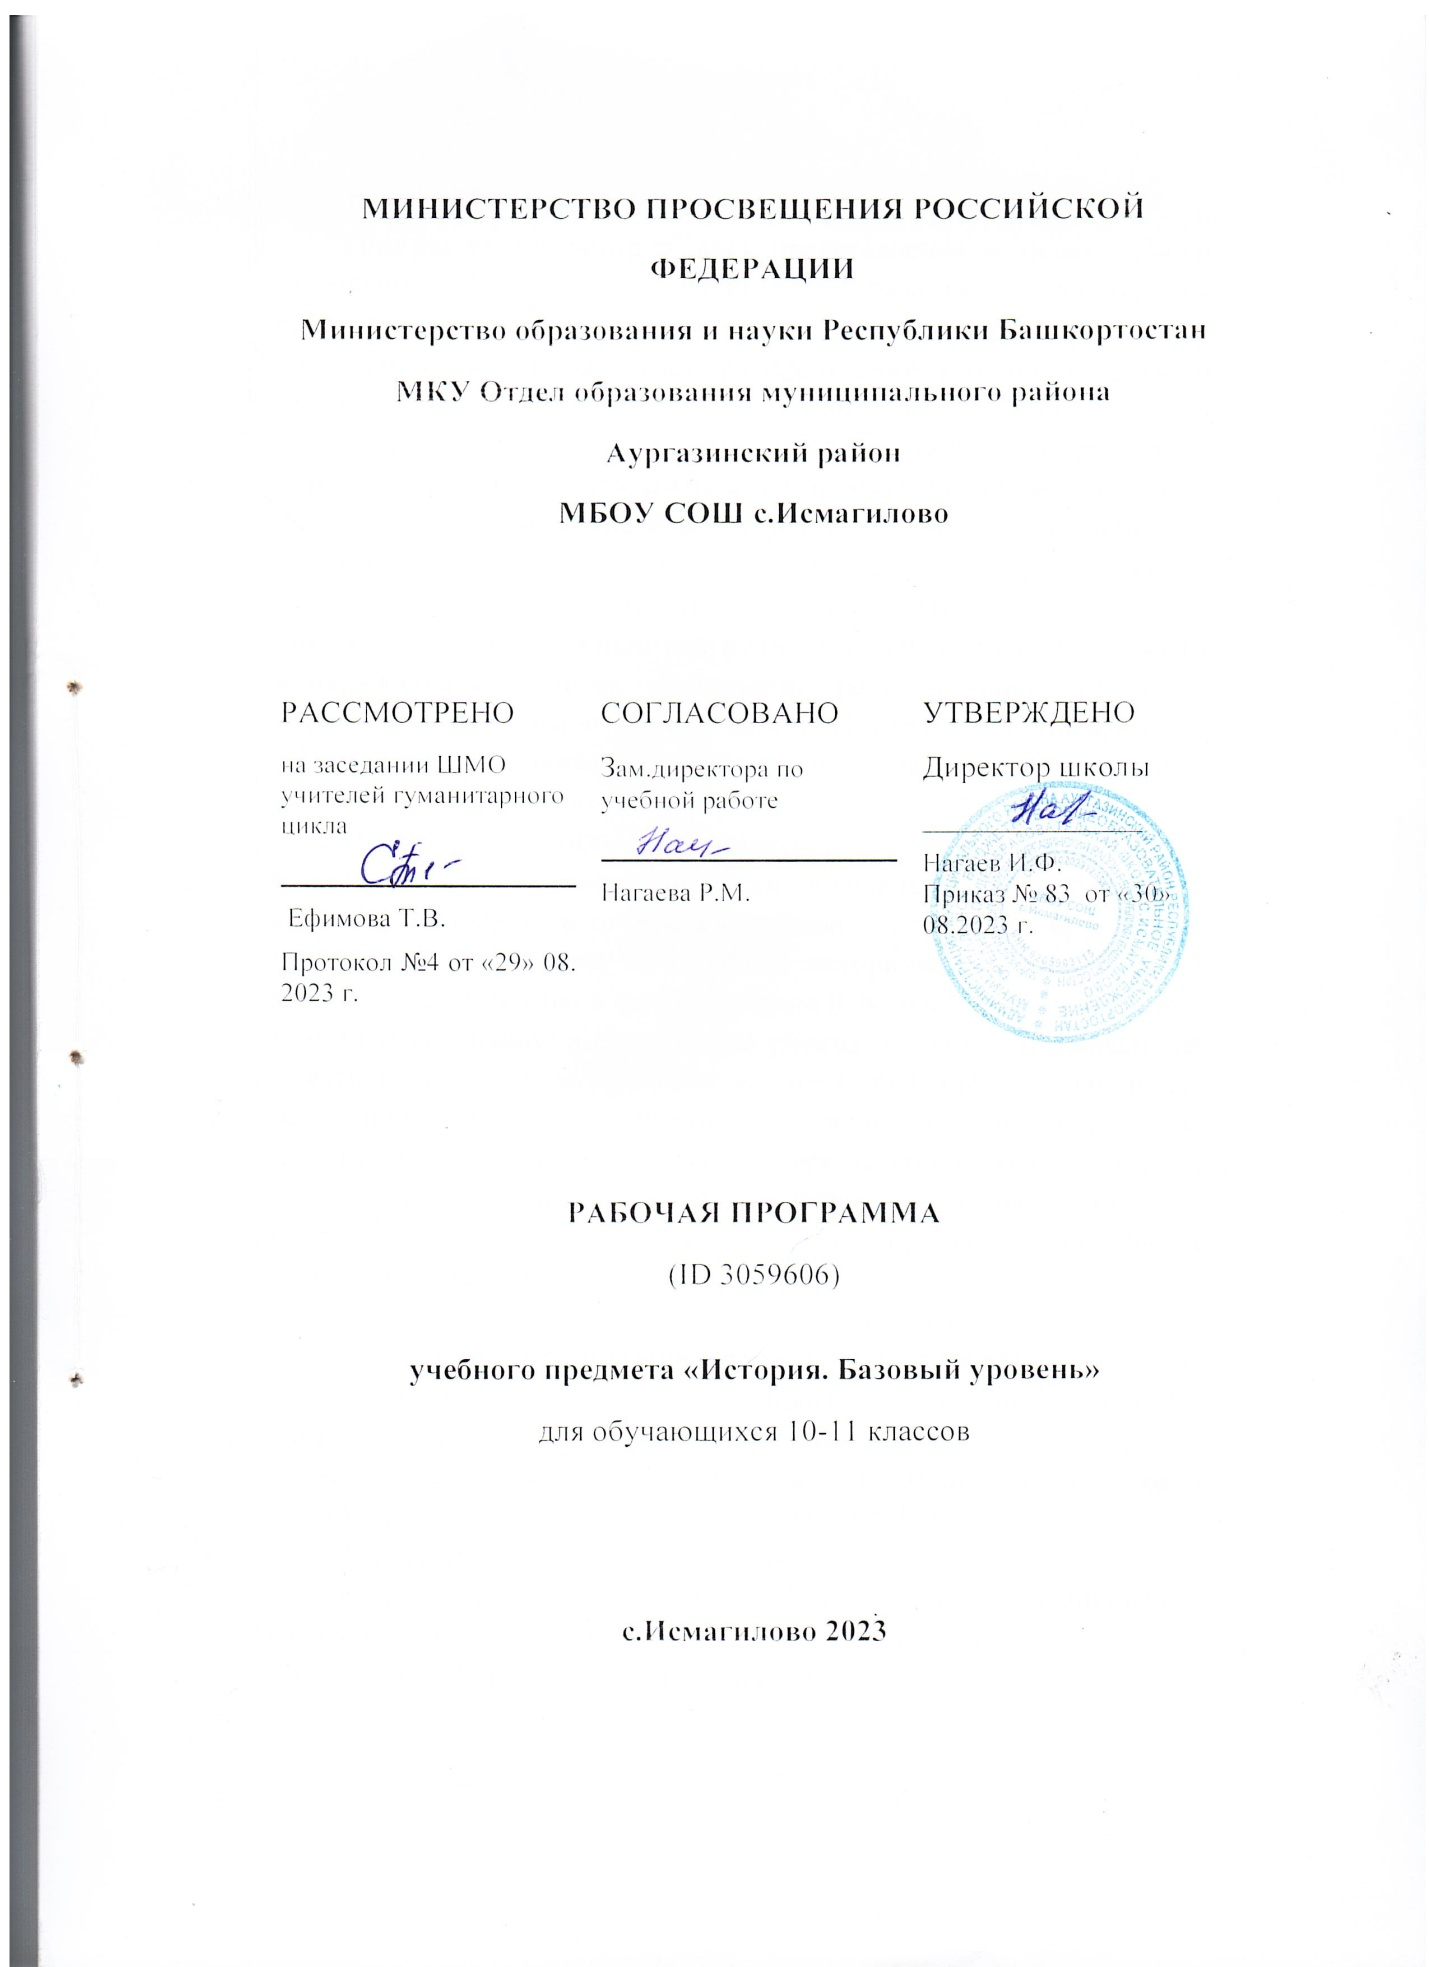 МИНИСТЕРСТВО ПРОСВЕЩЕНИЯ РОССИЙСКОЙ
ФЕДЕРАЦИИ
Министерство образования и науки Республики Башкортостан
МКУ Отдел образования муниципального района
Аургазинский район
МБОУ СОШ с.Исмагилово
РАССМОТРЕНО
на заседании ШМО
учителей гуманитарного
цикла
Ефимова Т.В.
Протокол №4 от «29» 08.
2023 г.
СОГЛАСОВАНО
Зам.директора по
учебной работе
Нагаева Р.М.
УТВЕРЖДЕНО
Директор школы
Нагаев И.Ф.
Приказ № 83 от «30»
08.2023 г.
РАБОЧАЯ ПРОГРАММА
(ID 3059606)
учебного предмета «История. Базовый уровень»
для обучающихся 10-11 классов
с.Исмагилово 2023